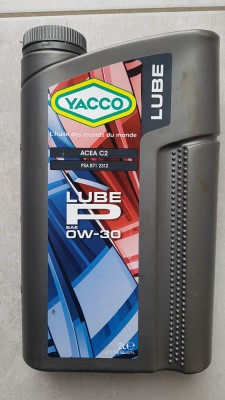 YACCO
L'huile des records du monde
LUBE
ACEA C2
PSA B71 2312
LUBE
P
SAE
0W-30
2L e